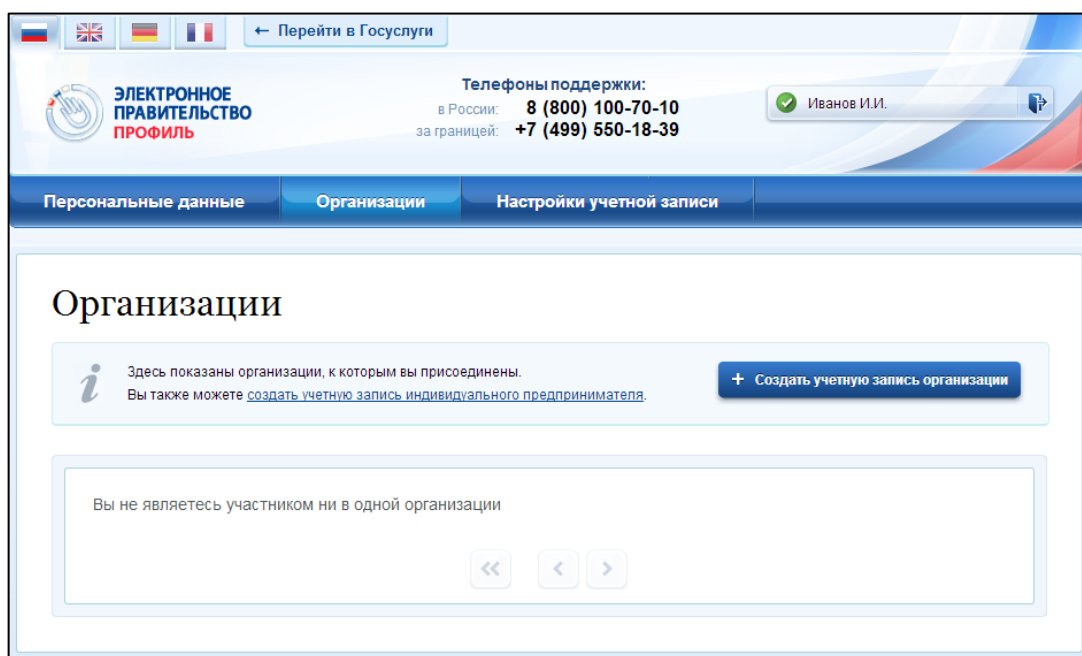 ← Перейти в Госуслуги
ЭЛЕКТРОННОЕ
ПРАВИТЕЛЬСТВО
ПРОФИЛЬ
Телефоны поддержки:
в России: 8 (800) 100-70-10
за границей: +7 (499) 550-18-39
Иванов И.И.
Персональные данные
Организации
Настройки учетной записи
Организации
Здесь показаны организации, к которым вы присоединены.
Вы также можете создать учетную запись индивидуального предпринимателя.
+ Создать учетную запись организации
Вы не являетесь участником ни в одной организации